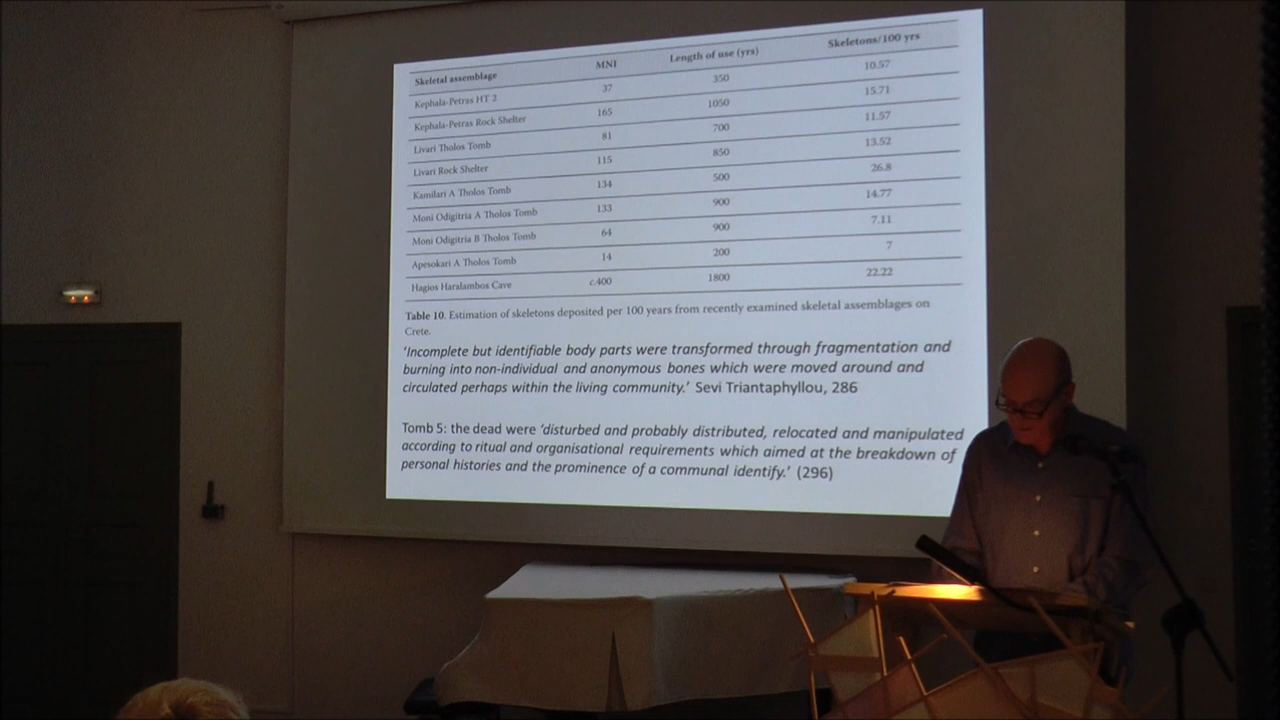 Skeletal assemblage MNI Length of use (yrs) Skeletons/100 yrs
Kephala-Petras HT 2 37 350 10.57
Kephala-Petras Rock Shelter 165 1050 15.71
Livari Tholos Tomb 81 700 11.57
Livari Rock Shelter 115 850 13.52
Kamilari A Tholos Tomb 134 500 26.8
Moni Odigitria A Tholos Tomb 133 900 14.77
Moni Odigitria B Tholos Tomb 64 900 7.11
Apesokari A Tholos Tomb 14 200 7
Hagios Haralambos Cave c.400 1800 22.22
Table 10. Estimation of skeletons deposited per 100 years from recently examined skeletal assemblages on
Crete.
'Incomplete but identifiable body parts were transformed through fragmentation and
burning into non-individual and anonymous bones which were moved around and
circulated perhaps within the living community.' Sevi Triantaphyllou, 286
Tomb 5: the dead were 'disturbed and probably distributed, relocated and manipulated
according to ritual and organisational requirements which aimed at the breakdown of
personal histories and the prominence of a communal identify.' (296)